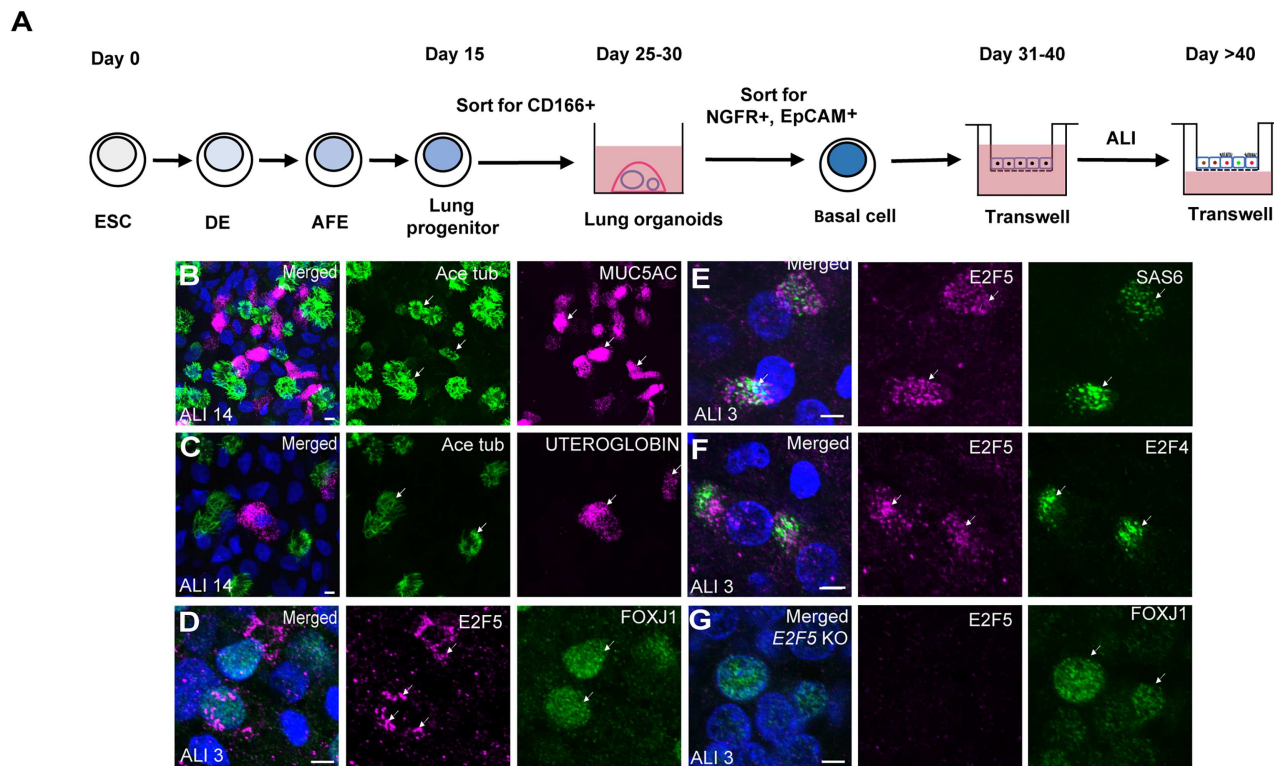 A
Day 0
Day 15
Day 25-30
Day 31-40
Day >40
Sort for CD166+
Sort for
NGFR+, EpCAM+
ALI
ESC
DE
AFE
Lung
progenitor
Lung organoids
Basal cell
Transwell
Transwell
B
Merged
ALI 14
Ace tub
MUC5AC
E
Merged
ALI 3
E2F5
SAS6
C
Merged
ALI 14
Ace tub
UTEROGLOBIN
F
Merged
ALI 3
E2F5
E2F4
D
Merged
ALI 3
E2F5
FOXJ1
G
Merged
E2F5 KO
ALI 3
E2F5
FOXJ1